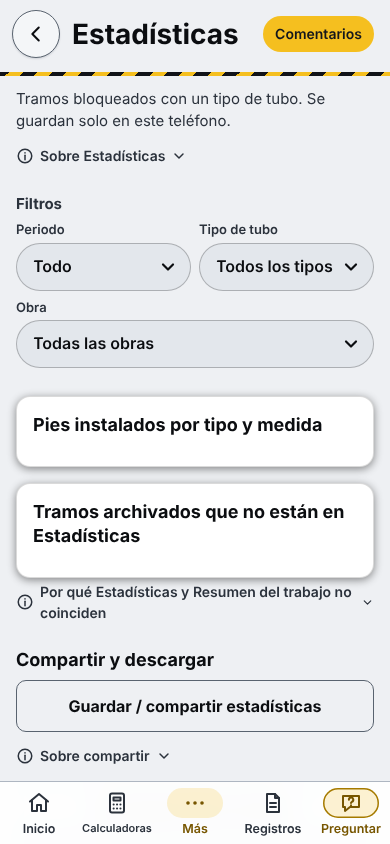 Estadísticas
Comentarios
Tramos bloqueados con un tipo de tubo. Se
guardan solo en este teléfono.
Sobre Estadísticas
Filtros
Periodo
Tipo de tubo
Todo
Todos los tipos
Obra
Todas las obras
Pies instalados por tipo y medida
Tramos archivados que no están en
Estadísticas
Por qué Estadísticas y Resumen del trabajo no
coinciden
Compartir y descargar
Guardar / compartir estadísticas
Sobre compartir
Inicio
Calculadoras
Más
Registros
Preguntar